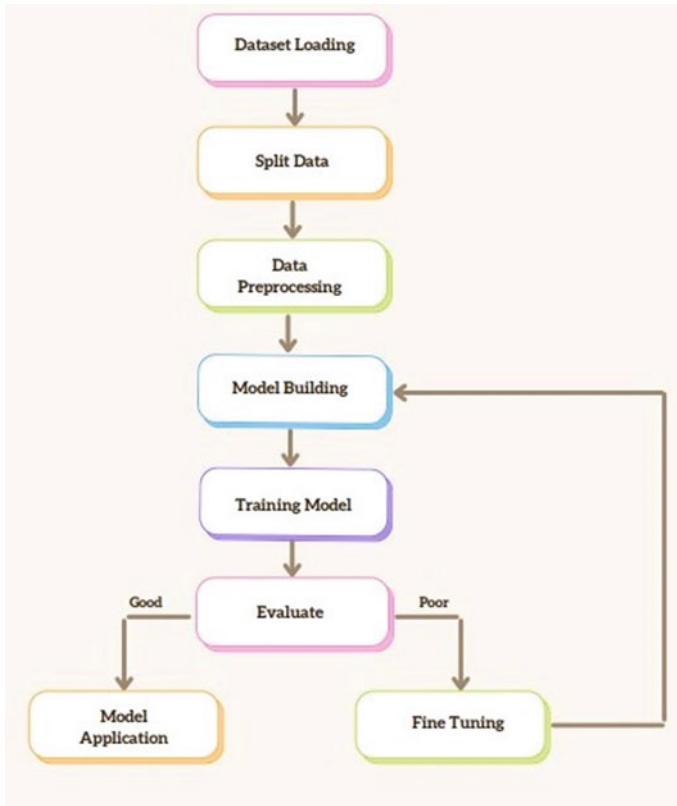 Dataset Loading
Split Data
Data
Preprocessing
Model Building
Training Model
Evaluate
Good
Poor
Model
Application
Fine Tuning